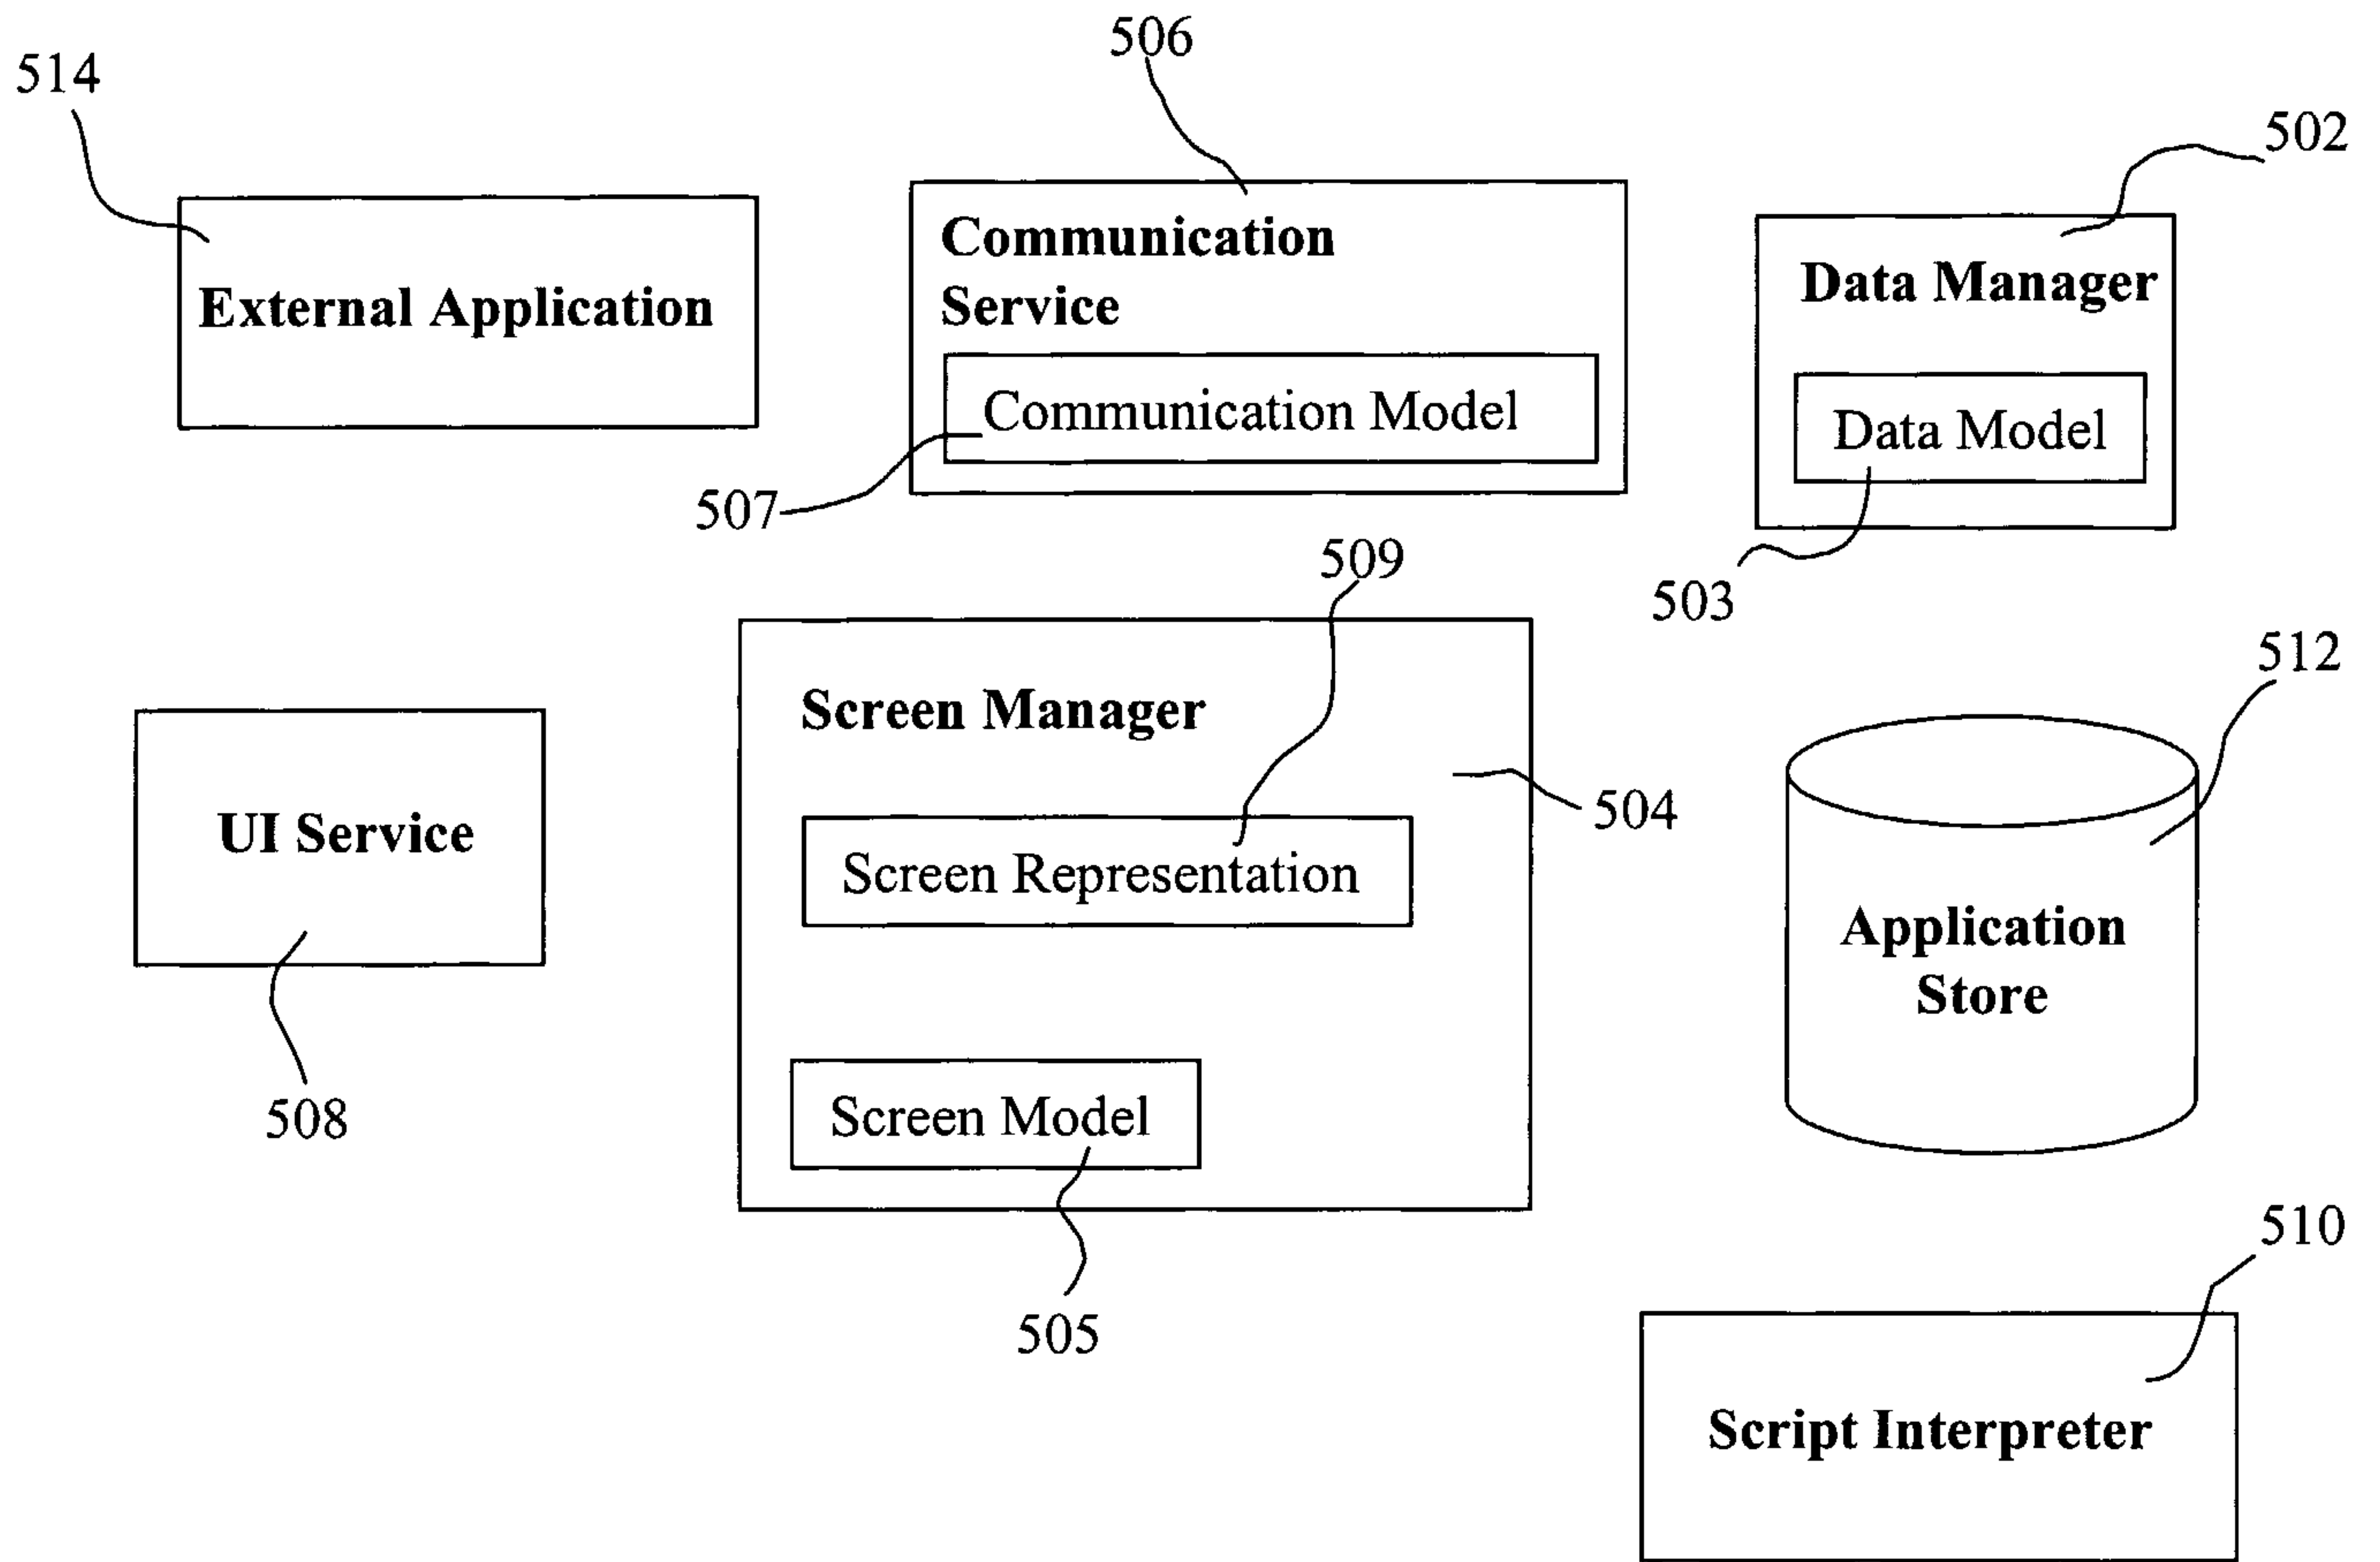 506
514
502
Communication
Service
External Application
Data Manager
Communication Model
Data Model
507
509
503
512
Screen Manager
504
UI Service
Screen Representation
Application
Store
508
Screen Model
510
505
Script Interpreter